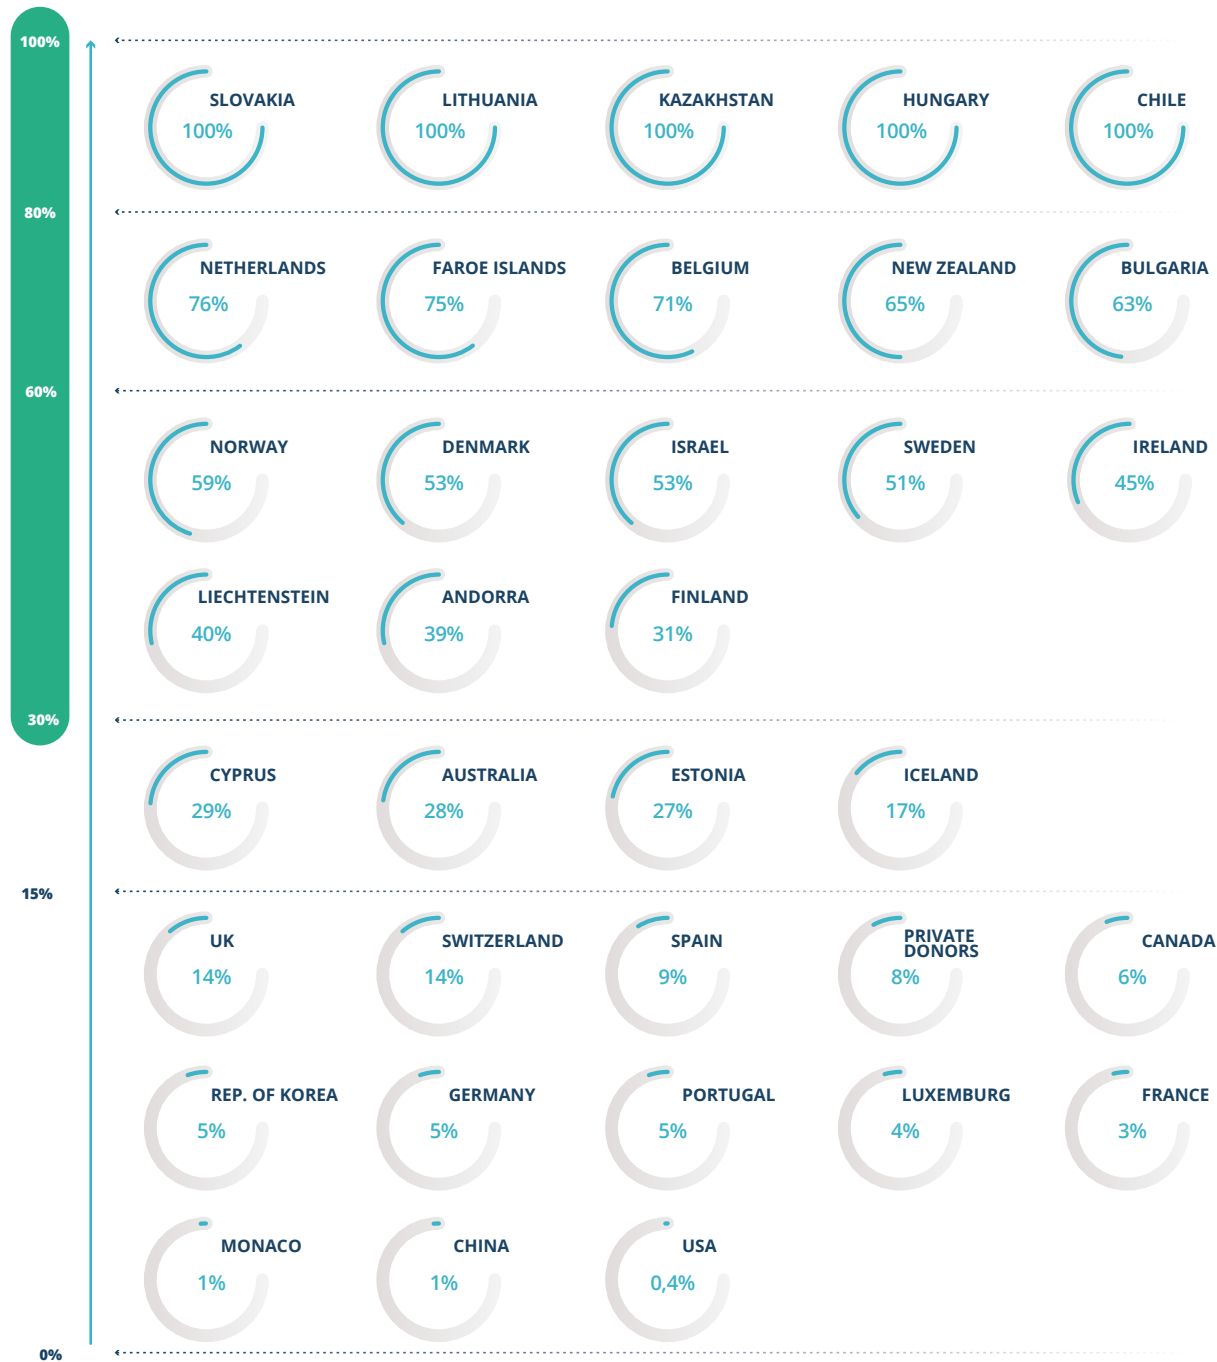 100%
SLOVAKIA
100%
LITHUANIA
100%
KAZAKHSTAN
100%
HUNGARY
100%
CHILE
100%
80%
NETHERLANDS
76%
FAROE ISLANDS
75%
BELGIUM
71%
NEW ZEALAND
65%
BULGARIA
63%
60%
NORWAY
59%
DENMARK
53%
ISRAEL
53%
SWEDEN
51%
IRELAND
45%
LIECHTENSTEIN
40%
ANDORRA
39%
FINLAND
31%
30%
CYPRUS
29%
AUSTRALIA
28%
ESTONIA
27%
ICELAND
17%
15%
UK
14%
SWITZERLAND
14%
SPAIN
9%
PRIVATE
DONORS
8%
CANADA
6%
REP. OF KOREA
5%
GERMANY
5%
PORTUGAL
5%
LUXEMBURG
4%
FRANCE
3%
MONACO
1%
CHINA
1%
USA
0,4%
0%